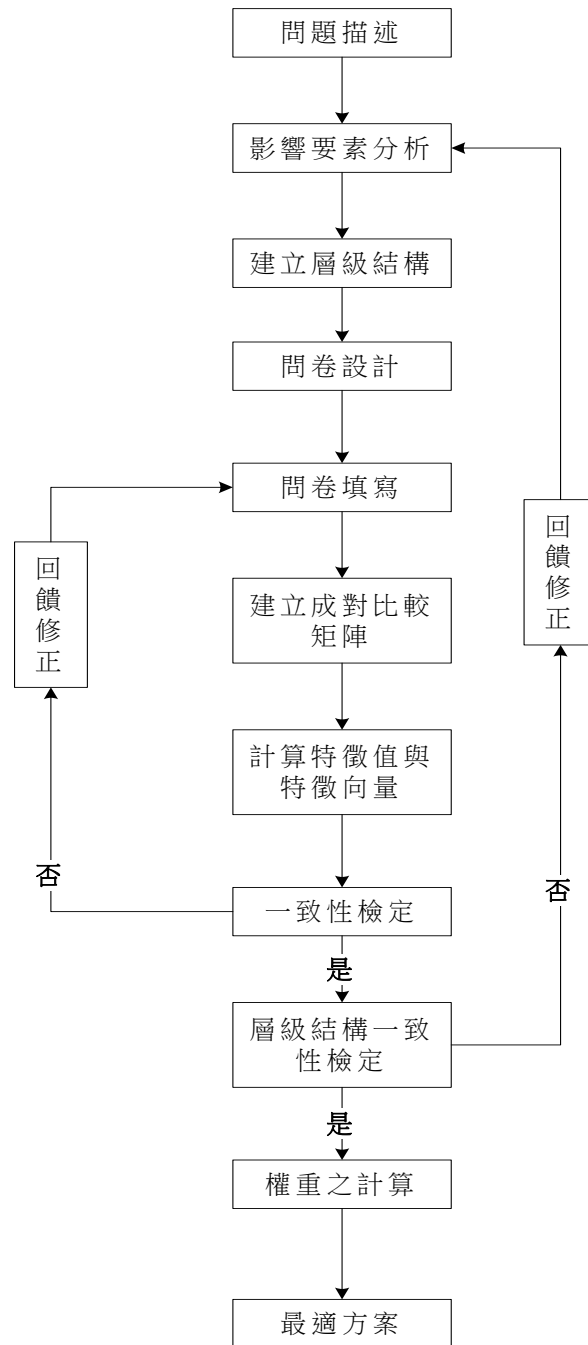 問題描述
影響要素分析
建立層級結構
問卷設計
問卷填寫
回饋修正
回饋修正
建立成對比較
矩陣
計算特徵值與
特徵向量
否
否
一致性檢定
是
層級結構一致
性檢定
是
權重之計算
最適方案